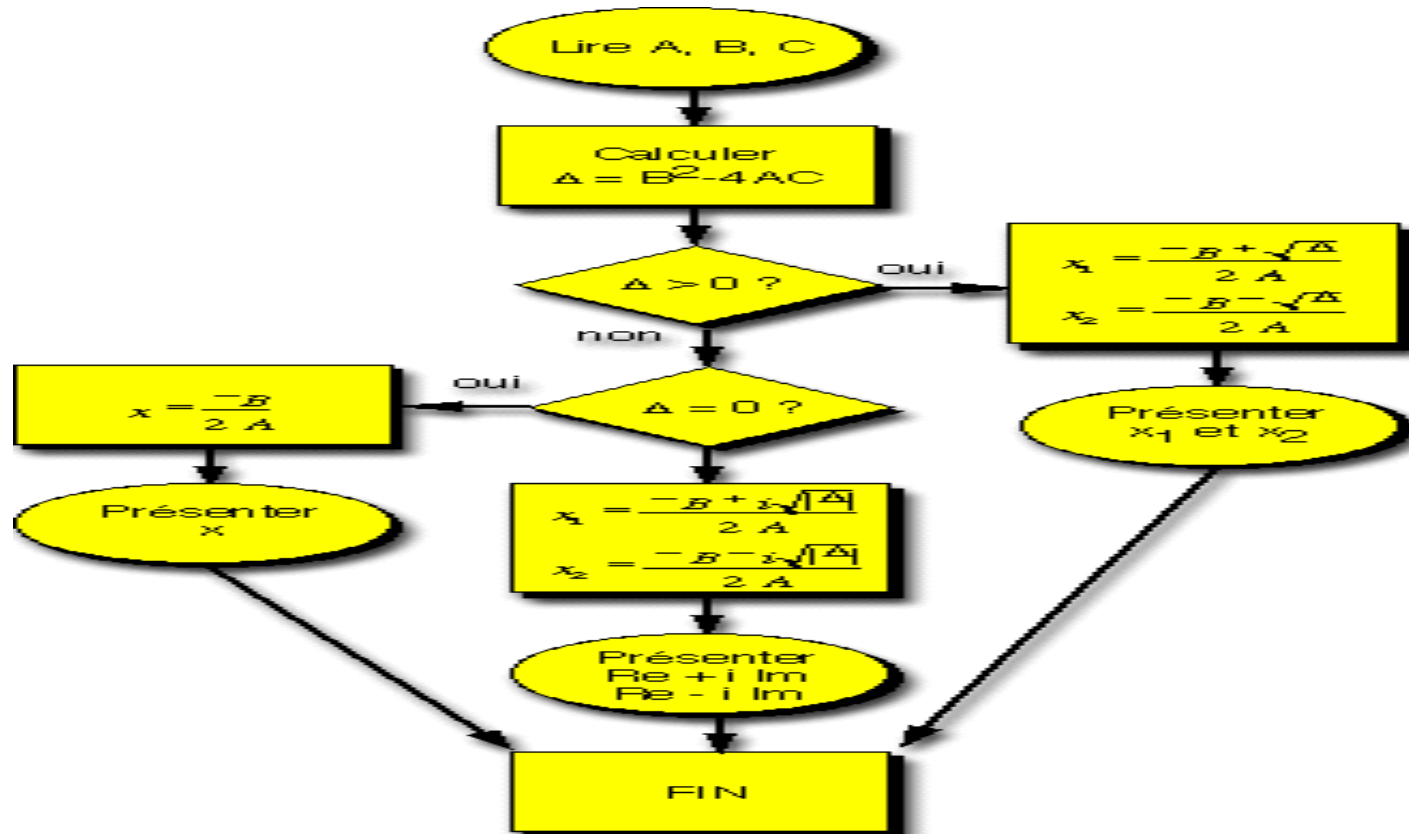 Lire A, B, C
Calculer
Δ = B²-4AC
Δ > 0 ?
oui
x₁ = (-B + √Δ) / (2 A)
x₂ = (-B - √Δ) / (2 A)
Présenter
x₁ et x₂
non
Δ = 0 ?
oui
x = -B / (2 A)
Présenter
x
x₁ = (-B + i√|Δ|) / (2 A)
x₂ = (-B - i√|Δ|) / (2 A)
Présenter
Re + i Im
Re - i Im
FIN